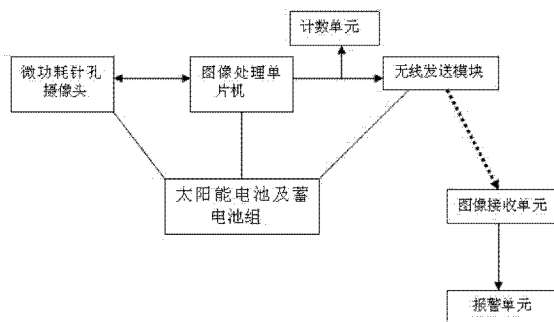 计数单元
微功耗针孔
摄像头
图像处理单
片机
无线发送模块
太阳能电池及蓄
电池组
图像接收单元
报警单元